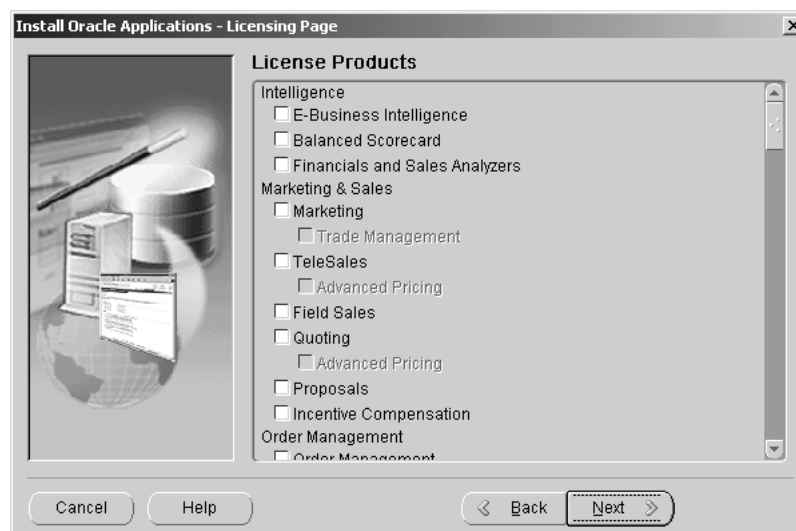 Install Oracle Applications - Licensing Page
License Products
Intelligence
E-Business Intelligence
Balanced Scorecard
Financials and Sales Analyzers
Marketing & Sales
Marketing
Trade Management
TeleSales
Advanced Pricing
Field Sales
Quoting
Advanced Pricing
Proposals
Incentive Compensation
Order Management
Order Management
Cancel Help Back Next